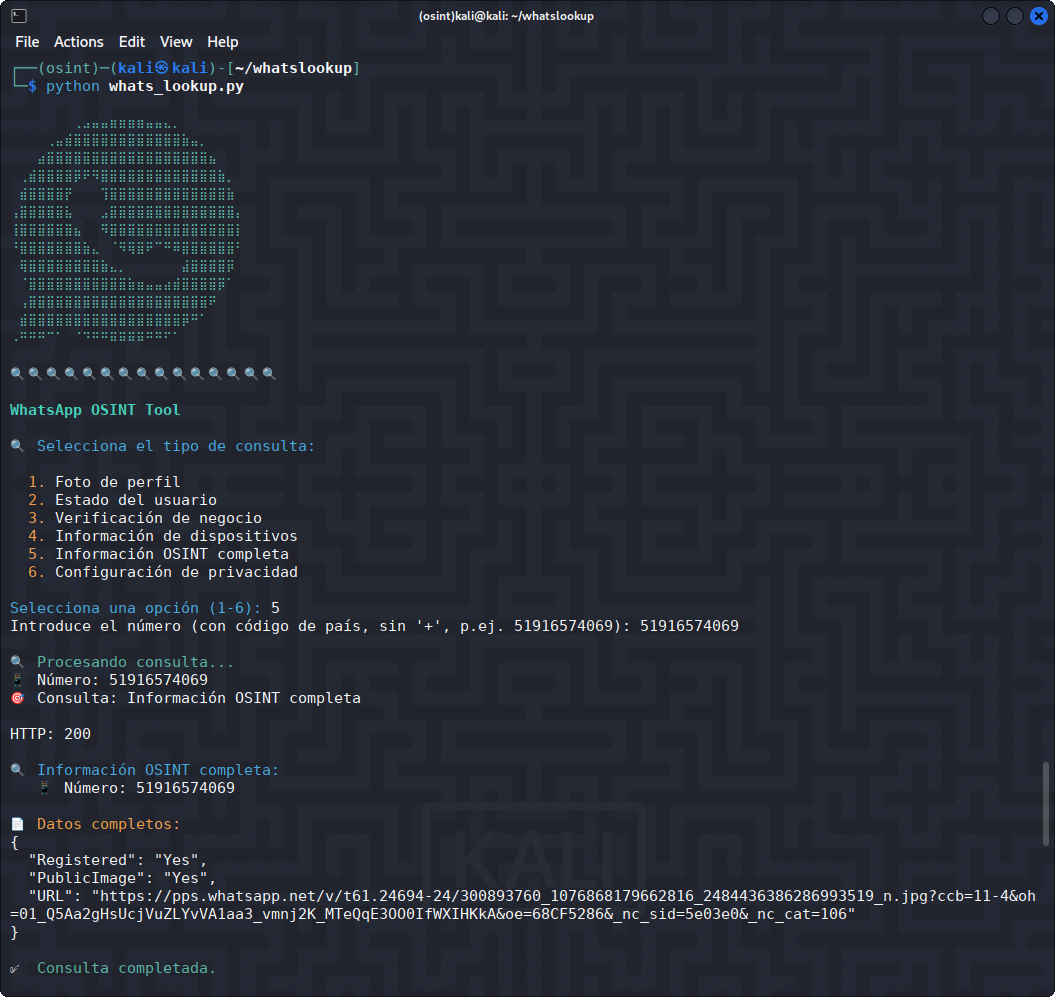 (osint)kali@kali: ~/whatslookup
File Actions Edit View Help
┌──(osint)─(kali㉿kali)-[~/whatslookup]
└─$ python whats_lookup.py
WhatsApp OSINT Tool
🔍 Selecciona el tipo de consulta:
1. Foto de perfil
2. Estado del usuario
3. Verificación de negocio
4. Información de dispositivos
5. Información OSINT completa
6. Configuración de privacidad
Selecciona una opción (1-6): 5
Introduce el número (con código de país, sin '+', p.ej. 51916574069): 51916574069
🔍 Procesando consulta...
📱 Número: 51916574069
🎯 Consulta: Información OSINT completa
HTTP: 200
🔍 Información OSINT completa:
📱 Número: 51916574069
📄 Datos completos:
{
"Registered": "Yes",
"PublicImage": "Yes",
"URL": "https://pps.whatsapp.net/v/t61.24694-24/300893760_1076868179662816_2484436386286993519_n.jpg?ccb=11-4&oh
=01_Q5Aa2gHsUcjVuZLYvVA1aa3_vmnj2K_MTeQqE3OO0IfWXIHKkA&oe=68CF5286&_nc_sid=5e03e0&_nc_cat=106"
}
✅ Consulta completada.
KALI